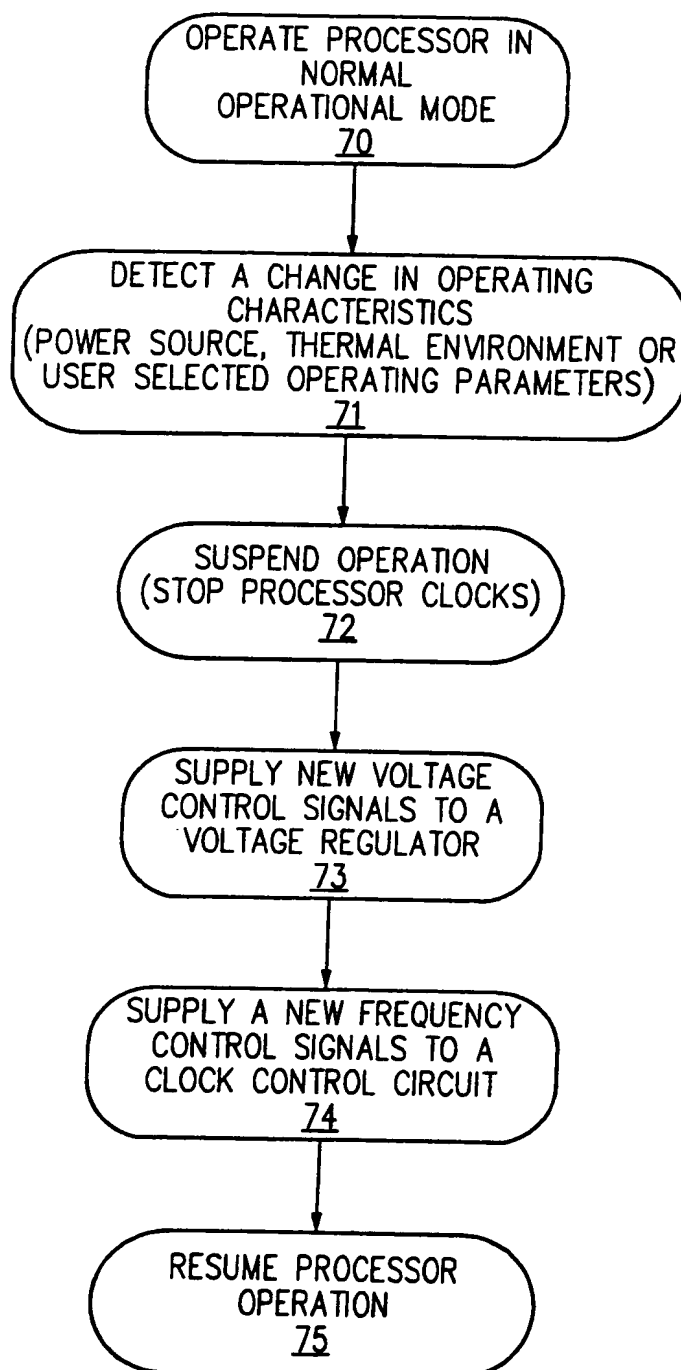 OPERATE PROCESSOR IN
NORMAL
OPERATIONAL MODE
70
DETECT A CHANGE IN OPERATING
CHARACTERISTICS
(POWER SOURCE, THERMAL ENVIRONMENT OR
USER SELECTED OPERATING PARAMETERS)
71
SUSPEND OPERATION
(STOP PROCESSOR CLOCKS)
72
SUPPLY NEW VOLTAGE
CONTROL SIGNALS TO A
VOLTAGE REGULATOR
73
SUPPLY A NEW FREQUENCY
CONTROL SIGNALS TO A
CLOCK CONTROL CIRCUIT
74
RESUME PROCESSOR
OPERATION
75